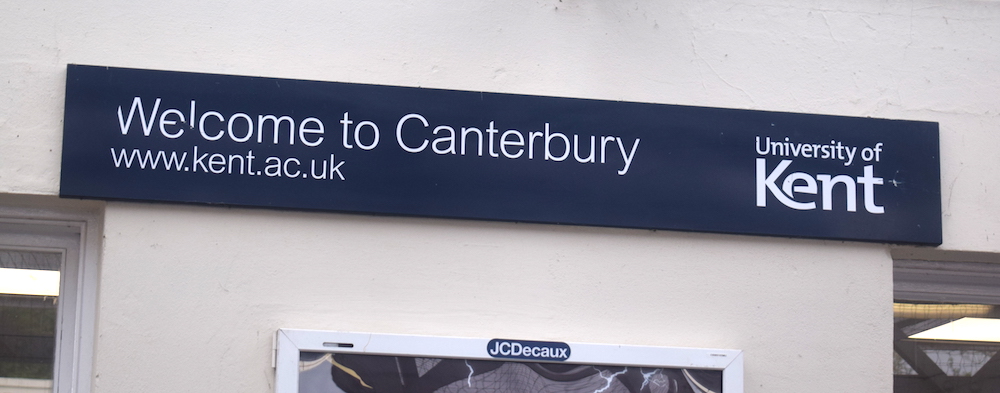 Welcome to Canterbury
www.kent.ac.uk
University of
Kent
JCDecaux